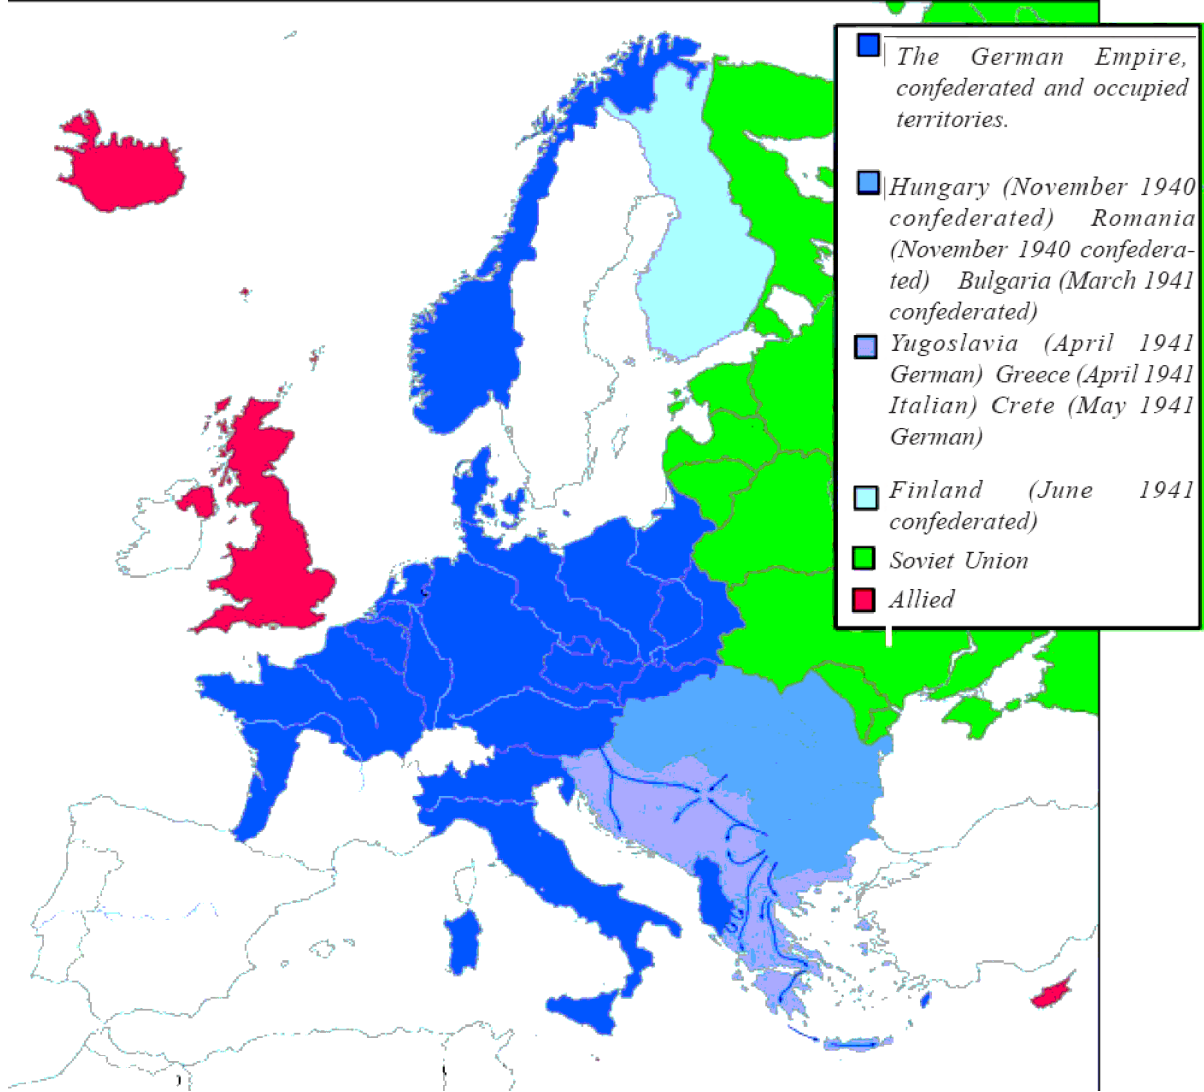 The German Empire,
confederated and occupied
territories.
Hungary (November 1940
confederated) Romania
(November 1940 confedera-
ted) Bulgaria (March 1941
confederated)
Yugoslavia (April 1941
German) Greece (April 1941
Italian) Crete (May 1941
German)
Finland (June 1941
confederated)
Soviet Union
Allied